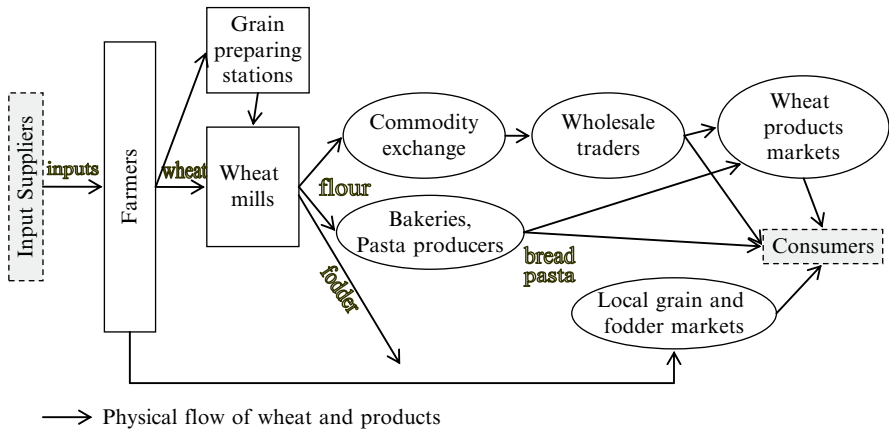 Input Suppliers
inputs
Farmers
wheat
Grain
preparing
stations
Wheat
mills
flour
fodder
Commodity
exchange
Bakeries,
Pasta producers
bread
pasta
Wholesale
traders
Wheat
products
markets
Consumers
Local grain and
fodder markets
Physical flow of wheat and products